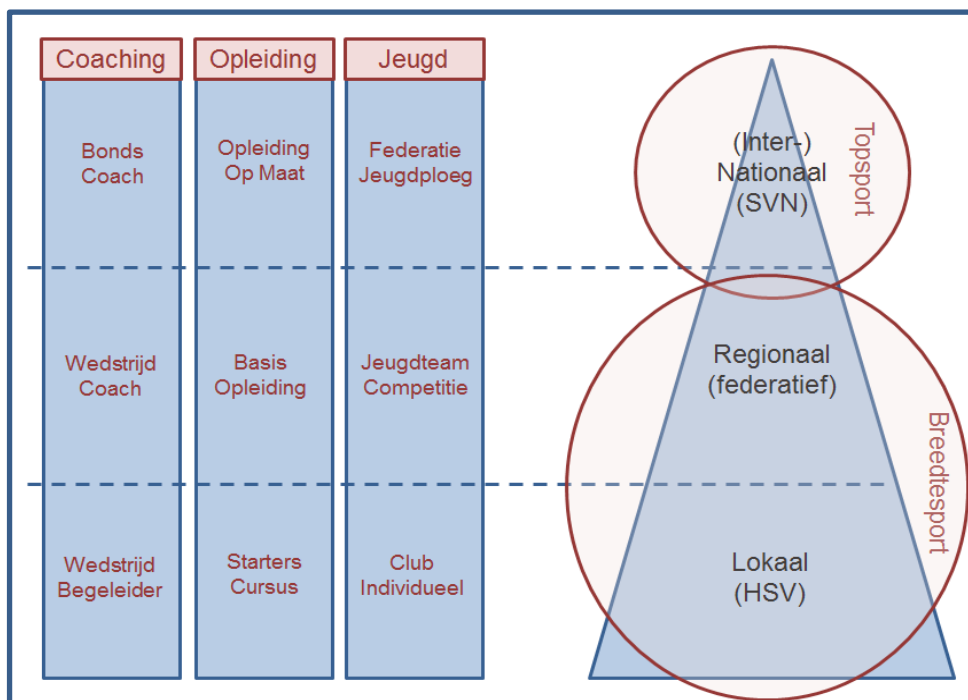 Coaching
Opleiding
Jeugd
Bonds
Coach
Opleiding
Op Maat
Federatie
Jeugdploeg
(Inter-)
Nationaal
(SVN)
Topsport
Wedstrijd
Coach
Basis
Opleiding
Jeugdteam
Competitie
Regionaal
(federatief)
Breedtesport
Wedstrijd
Begeleider
Starters
Cursus
Club
Individueel
Lokaal
(HSV)